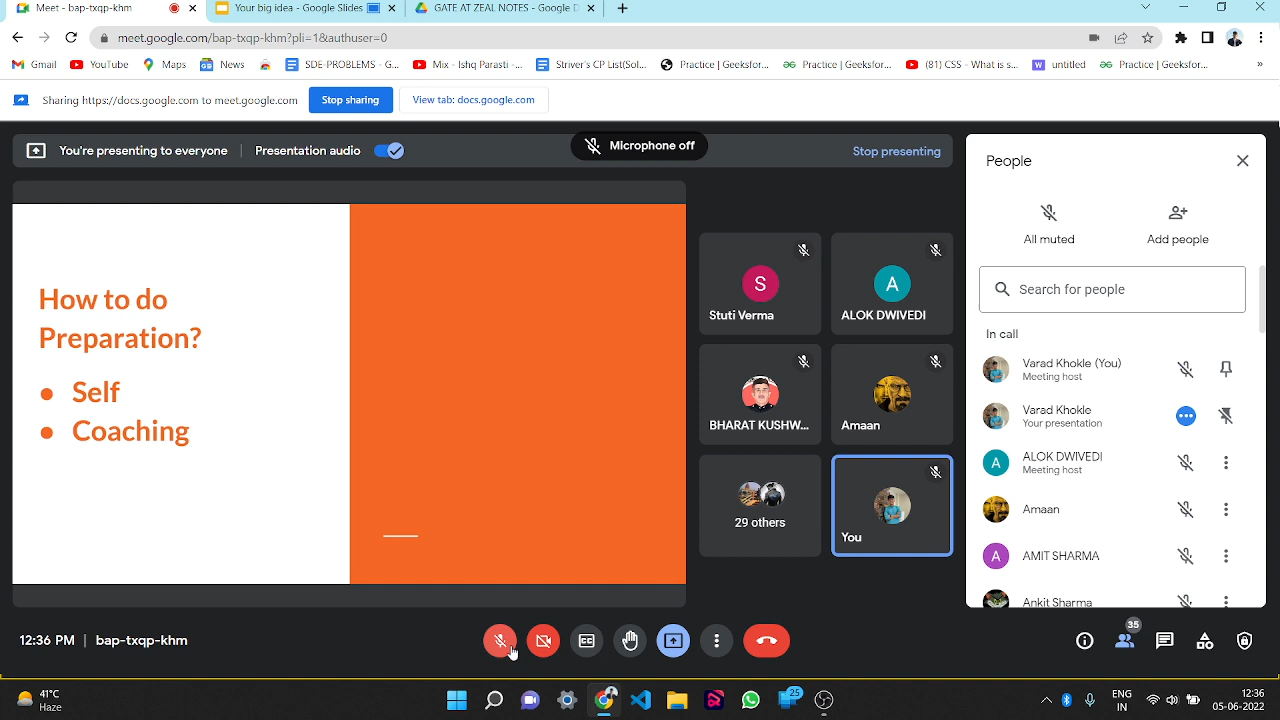 Meet - bap-txqp-khm
Your big idea - Google Slides
GATE AT ZEAL NOTES - Google D
meet.google.com/bap-txqp-khm?pli=1&authuser=0
Gmail
YouTube
Maps
News
SDE-PROBLEMS - G...
Mix - Ishq Parasti -...
Striver's CP List(Sol...
Practice | Geeksfor...
Practice | Geeksfor...
(81) CSS - What is s...
untitled
Practice | Geeksfor...
»
Sharing https://docs.google.com to meet.google.com
Stop sharing
View tab: docs.google.com
You're presenting to everyone
Presentation audio
Microphone off
Stop presenting
How to do
Preparation?
● Self
● Coaching
S
Stuti Verma
A
ALOK DWIVEDI
BHARAT KUSHW...
Amaan
29 others
You
People
All muted
Add people
Search for people
In call
Varad Khokle (You)
Meeting host
Varad Khokle
Your presentation
A
ALOK DWIVEDI
Meeting host
Amaan
A
AMIT SHARMA
Ankit Sharma
12:36 PM | bap-txqp-khm
35
41°C
Haze
25
ENG
IN
12:36
05-06-2022